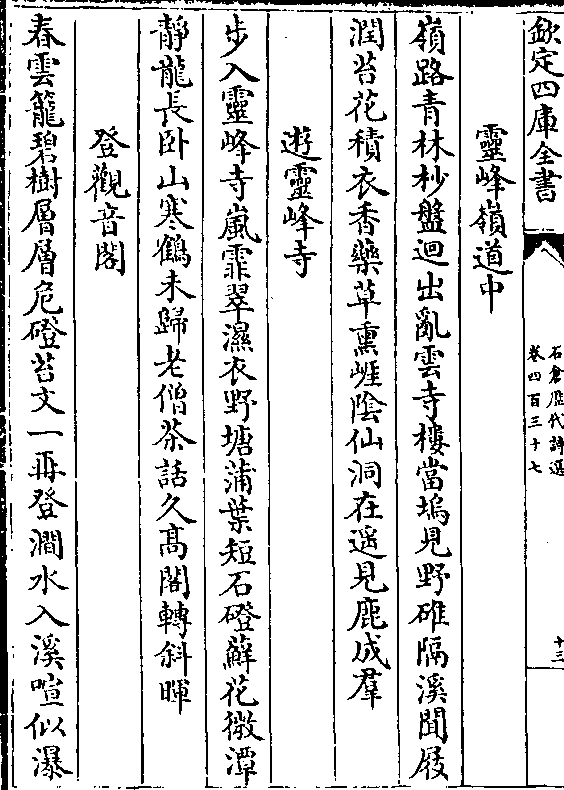 欽定四庫全書
石倉歷代詩選
卷四百三十七
十三
靈峰嶺道中
嶺路青林杪盤迴出亂雲寺樓當塢見野碓隔溪聞屐
潤苔花積衣香藥草熏崕陰仙洞在遥見鹿成羣
遊靈峰寺
步入靈峰寺嵐霏翠濕衣野塘蒲葉短石磴蘚花微潭
靜龍長卧山寒鶴未歸老僧茶話久髙閣轉斜暉
登觀音閣
春雲籠碧樹層層危磴苔文一再登澗水入溪喧似瀑